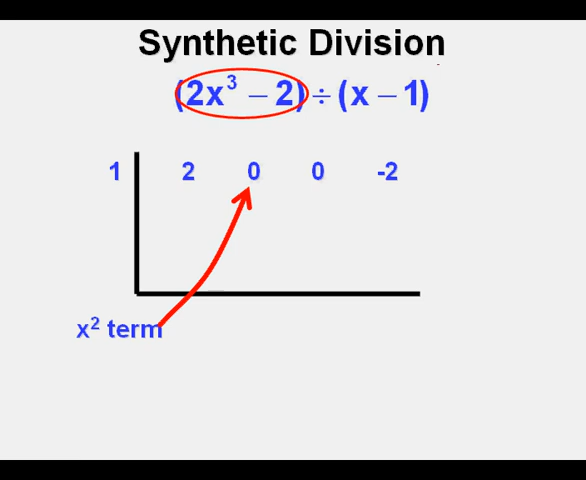 Synthetic Division
(2x³ − 2) ÷ (x − 1)
1 2 0 0 -2
x² term